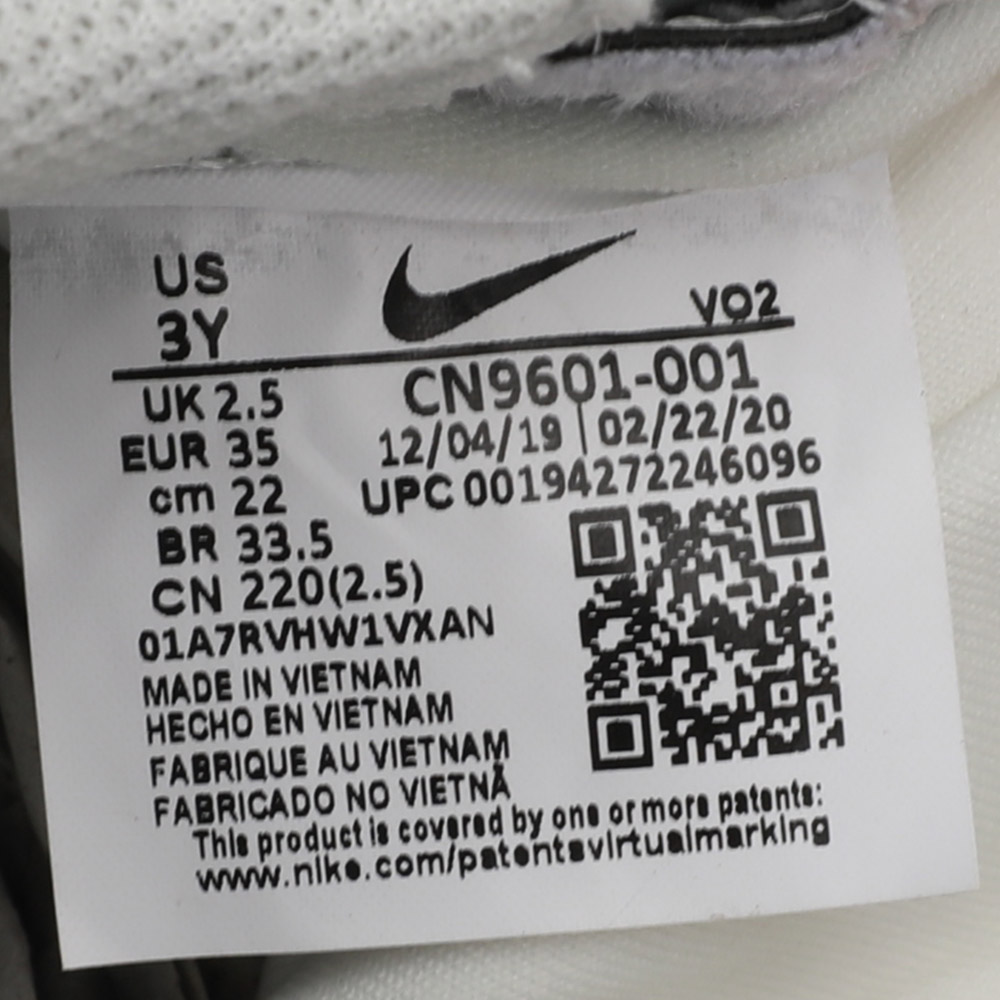 US
3Y
VO2
UK 2.5
CN9601-001
EUR 35
12/04/19 | 02/22/20
cm 22
UPC 00194272246096
BR 33.5
CN 220(2.5)
01A7RVHW1VXAN
MADE IN VIETNAM
HECHO EN VIETNAM
FABRIQUE AU VIETNAM
FABRICADO NO VIETNÃ
This product is covered by one or more patents:
www.nike.com/patentsvirtualmarking